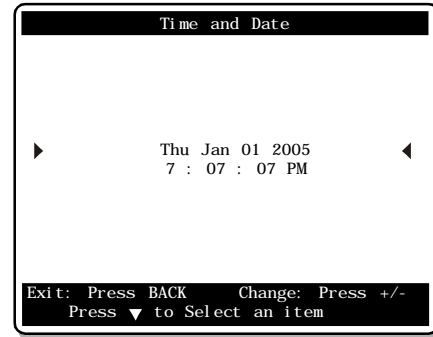 Time and Date
Thu Jan 01 2005
7 : 07 : 07 PM
Exit: Press BACK Change: Press +/-
Press ▼ to Select an item